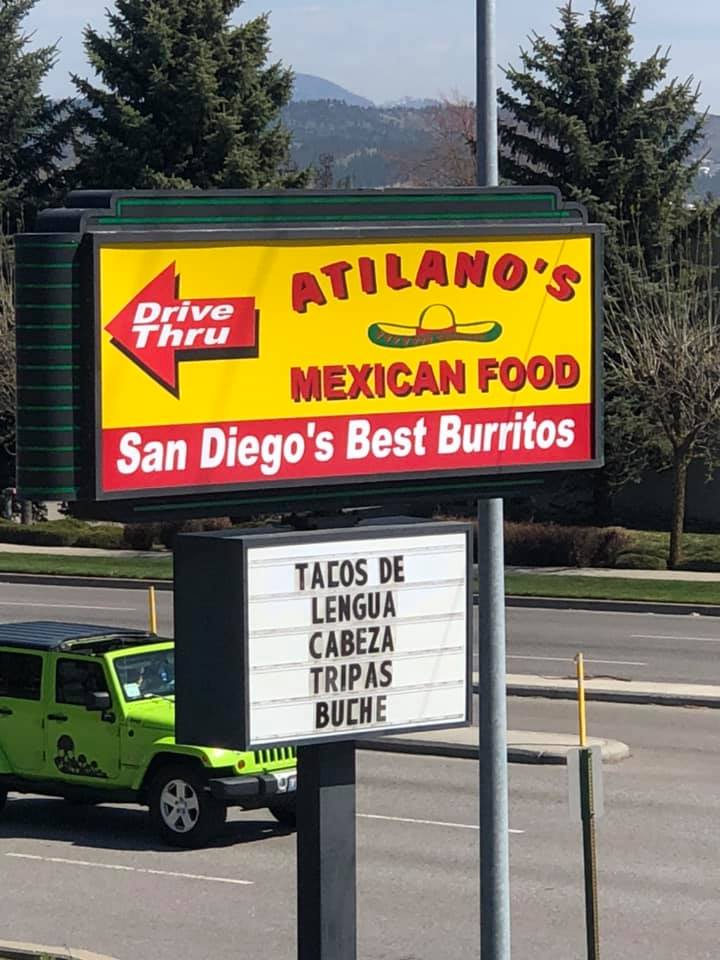 Drive
Thru
ATILANO'S
MEXICAN FOOD
San Diego's Best Burritos
TACOS DE
LENGUA
CABEZA
TRIPAS
BUCHE